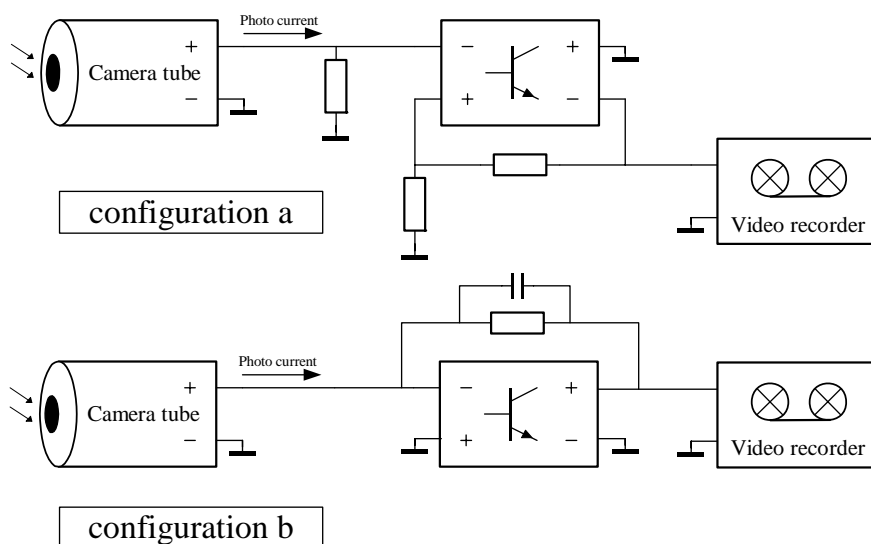 Photo current
+
Camera tube
−
−
+
+
−
Video recorder
configuration a
Photo current
+
Camera tube
−
−
+
+
−
Video recorder
configuration b